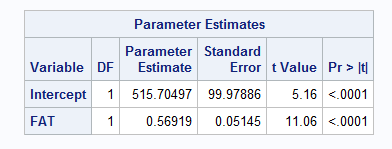 Parameter Estimates
Variable DF Parameter Estimate Standard Error t Value Pr > |t|
Intercept 1 515.70497 99.97886 5.16 <.0001
FAT 1 0.56919 0.05145 11.06 <.0001